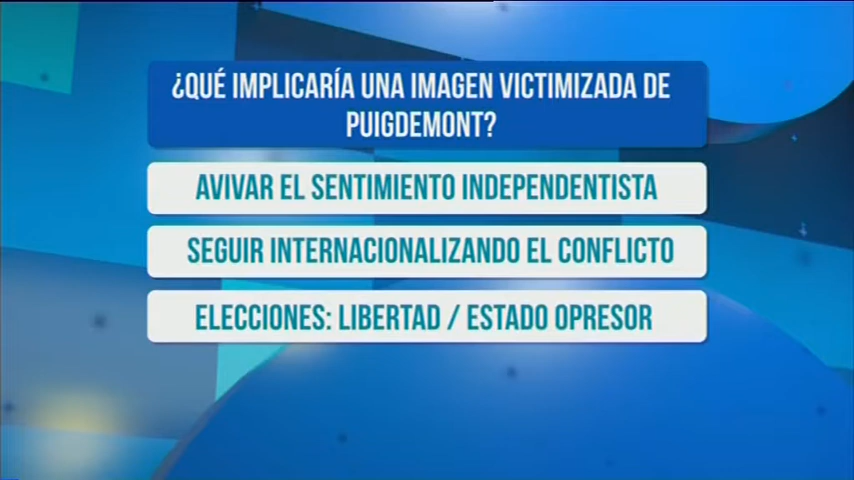 ¿QUÉ IMPLICARÍA UNA IMAGEN VICTIMIZADA DE
PUIGDEMONT?
AVIVAR EL SENTIMIENTO INDEPENDENTISTA
SEGUIR INTERNACIONALIZANDO EL CONFLICTO
ELECCIONES: LIBERTAD / ESTADO OPRESOR